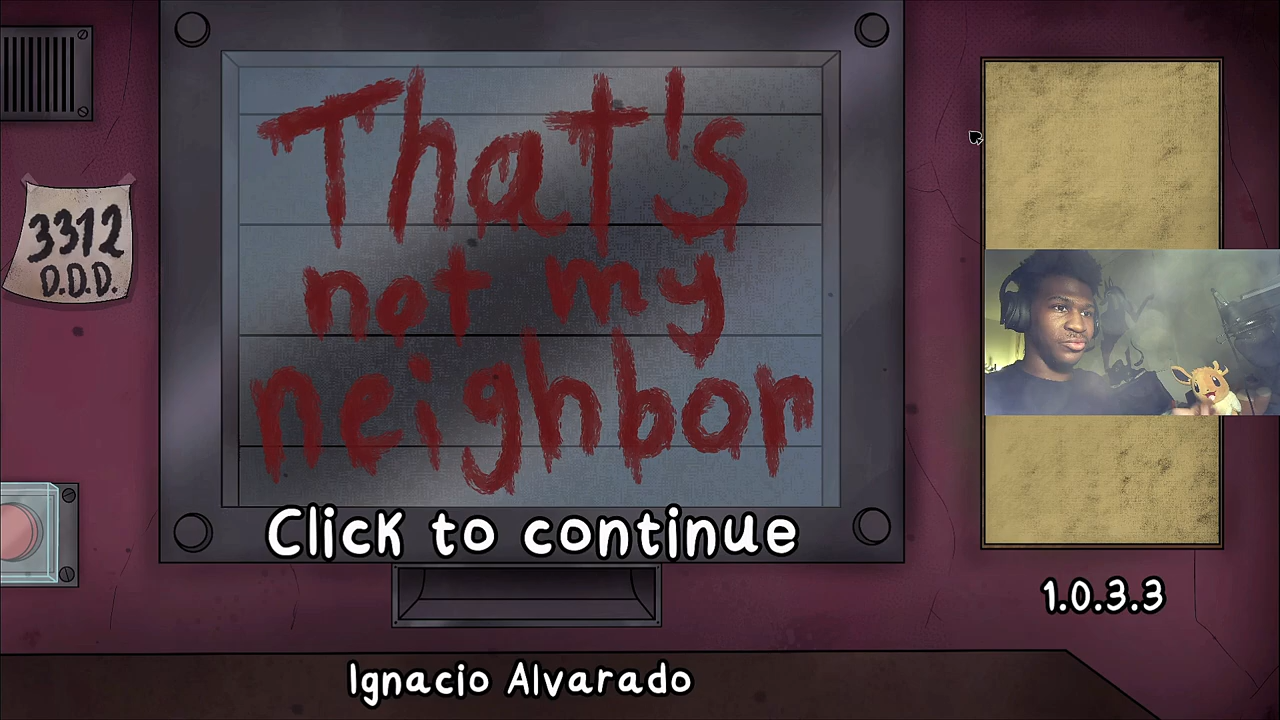 That's
not my
neighbor
3312
D.D.D.
Click to continue
1.0.3.3
Ignacio Alvarado